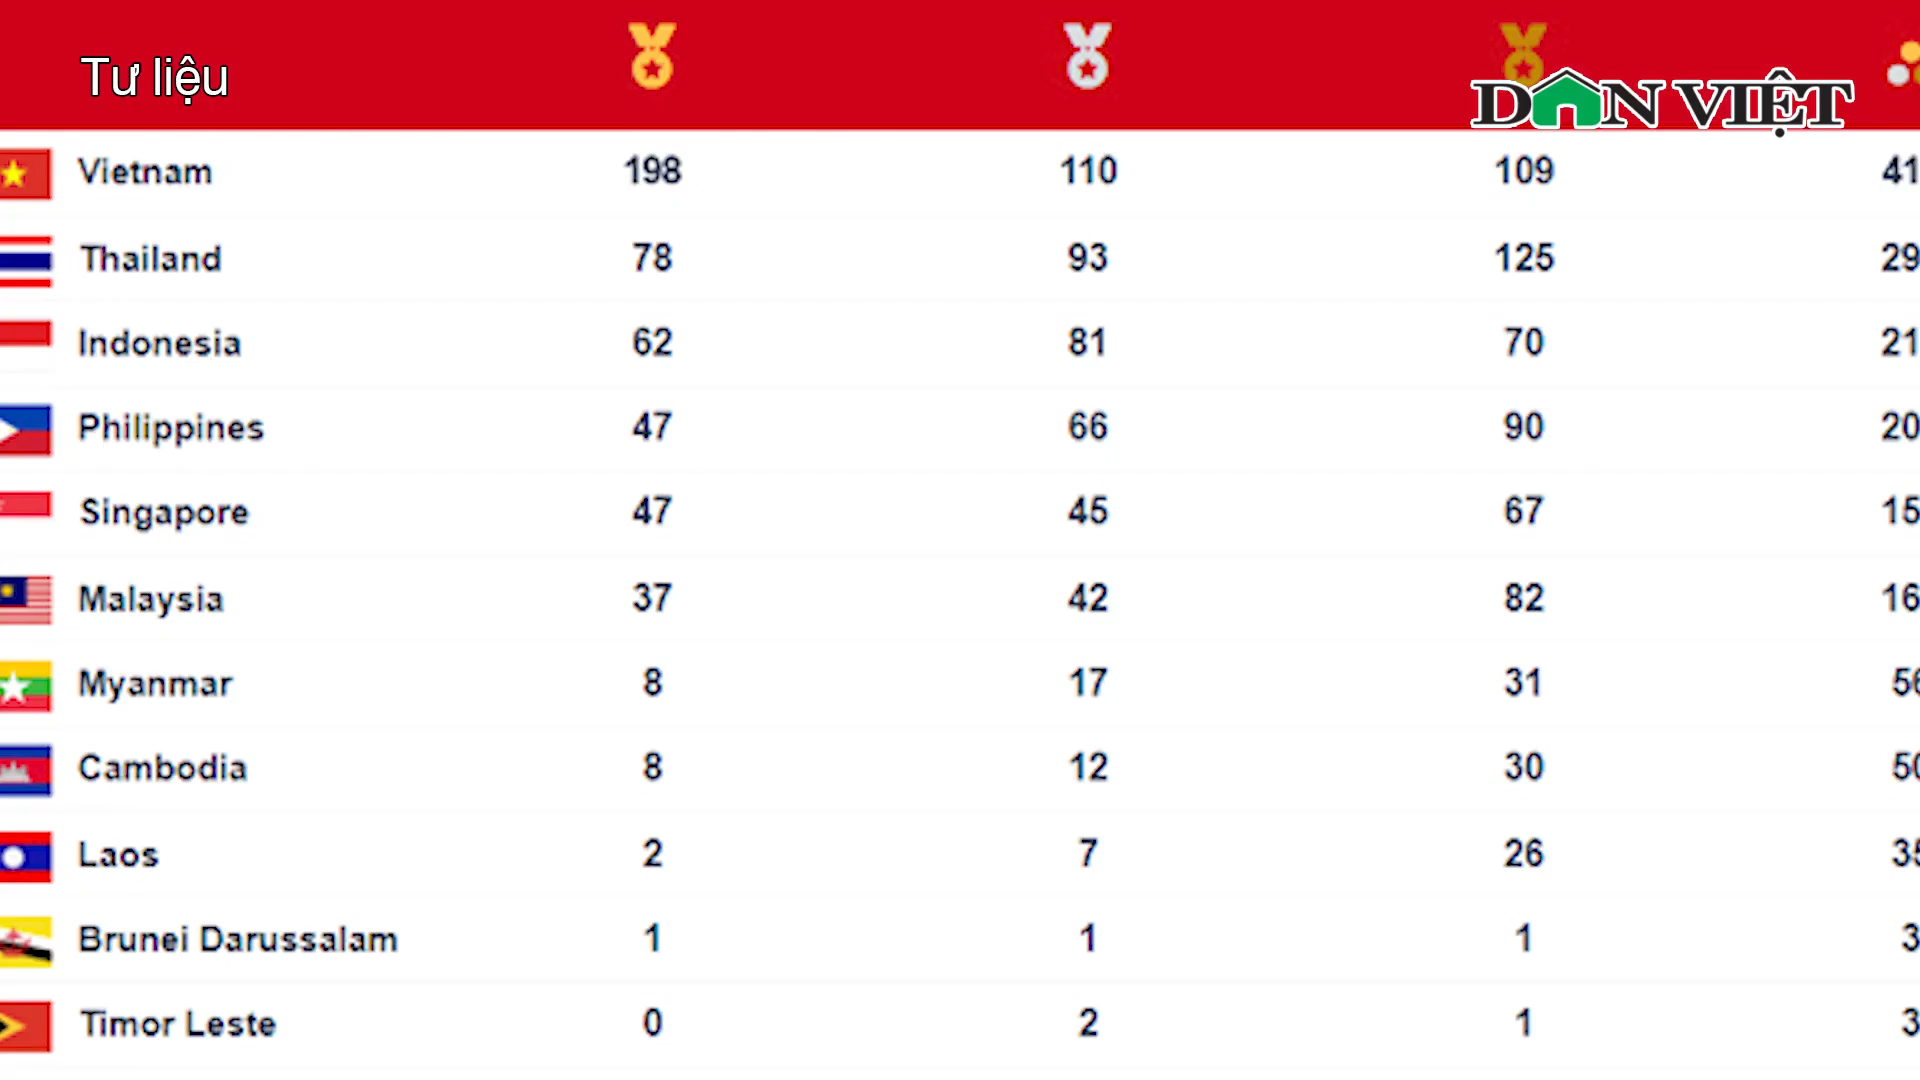 Tư liệu
DÂN VIỆT
Vietnam 198 110 109 41
Thailand 78 93 125 29
Indonesia 62 81 70 21
Philippines 47 66 90 20
Singapore 47 45 67 15
Malaysia 37 42 82 16
Myanmar 8 17 31 56
Cambodia 8 12 30 50
Laos 2 7 26 35
Brunei Darussalam 1 1 1 3
Timor Leste 0 2 1 3